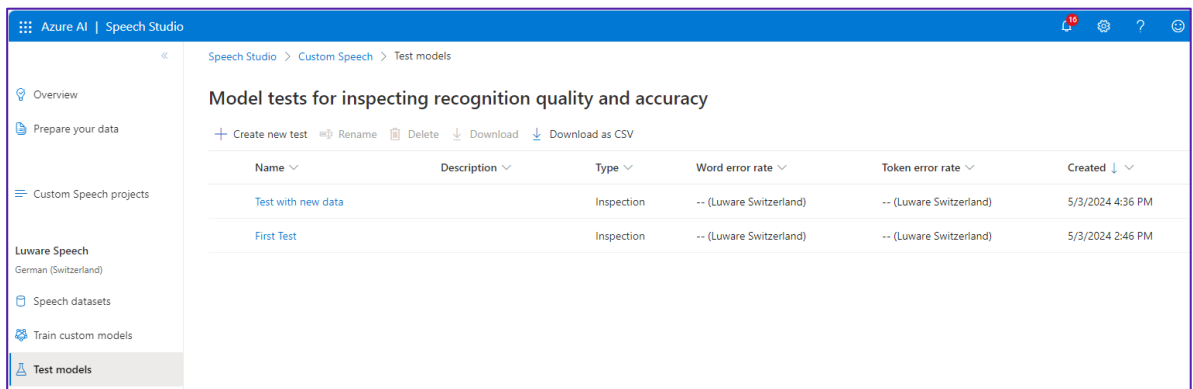 Azure AI | Speech Studio
16
Speech Studio > Custom Speech > Test models
Overview
Prepare your data
Custom Speech projects
Luware Speech
German (Switzerland)
Speech datasets
Train custom models
Test models
Model tests for inspecting recognition quality and accuracy
Create new test Rename Delete Download Download as CSV
Name Description Type Word error rate Token error rate Created
Test with new data Inspection -- (Luware Switzerland) -- (Luware Switzerland) 5/3/2024 4:36 PM
First Test Inspection -- (Luware Switzerland) -- (Luware Switzerland) 5/3/2024 2:46 PM